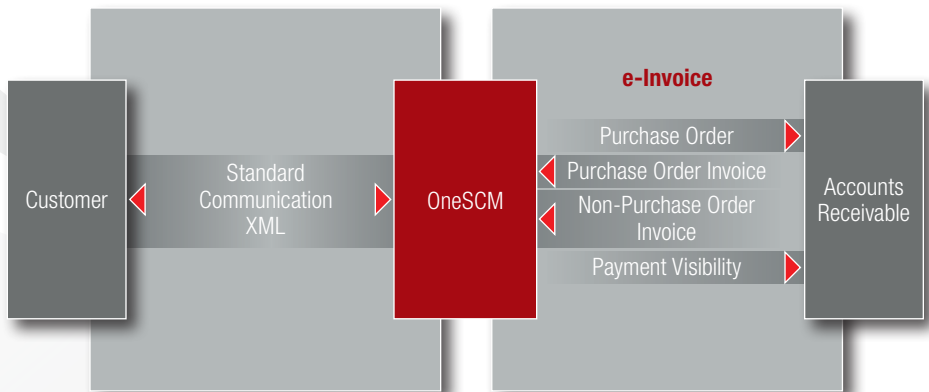 e-Invoice
Customer
Standard
Communication
XML
OneSCM
Purchase Order
Purchase Order Invoice
Non-Purchase Order
Invoice
Payment Visibility
Accounts
Receivable